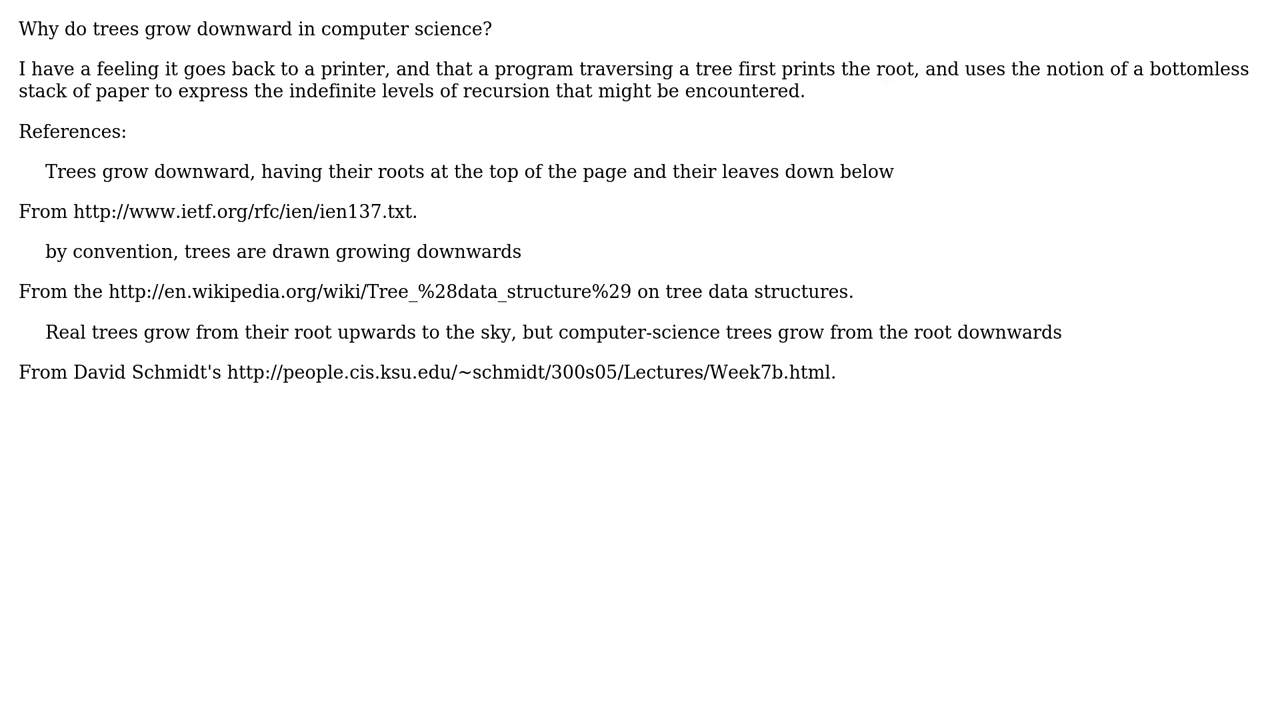 Why do trees grow downward in computer science?
I have a feeling it goes back to a printer, and that a program traversing a tree first prints the root, and uses the notion of a bottomless
stack of paper to express the indefinite levels of recursion that might be encountered.
References:
Trees grow downward, having their roots at the top of the page and their leaves down below
From http://www.ietf.org/rfc/ien/ien137.txt.
by convention, trees are drawn growing downwards
From the http://en.wikipedia.org/wiki/Tree_%28data_structure%29 on tree data structures.
Real trees grow from their root upwards to the sky, but computer-science trees grow from the root downwards
From David Schmidt's http://people.cis.ksu.edu/~schmidt/300s05/Lectures/Week7b.html.